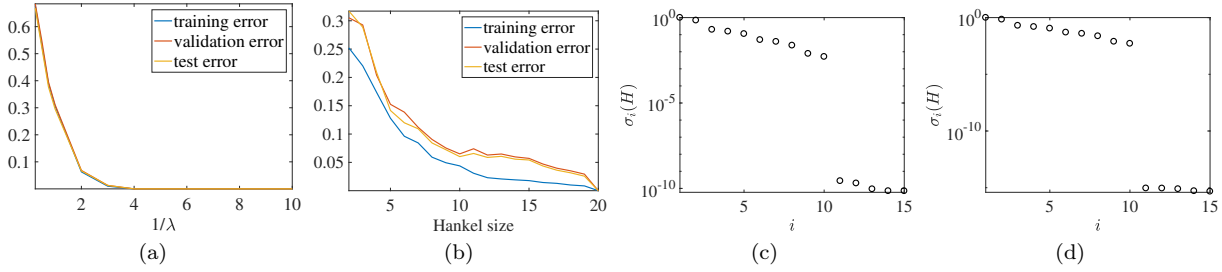 0.6
0.5
0.4
0.3
0.2
0.1
2
4
6
8
10
1/λ
training error
validation error
test error
(a)
0.3
0.25
0.2
0.15
0.1
0.05
5
10
15
20
Hankel size
training error
validation error
test error
(b)
10^0
10^-5
10^-10
σ_i(H)
5
10
15
i
(c)
10^0
10^-10
σ_i(H)
5
10
15
i
(d)